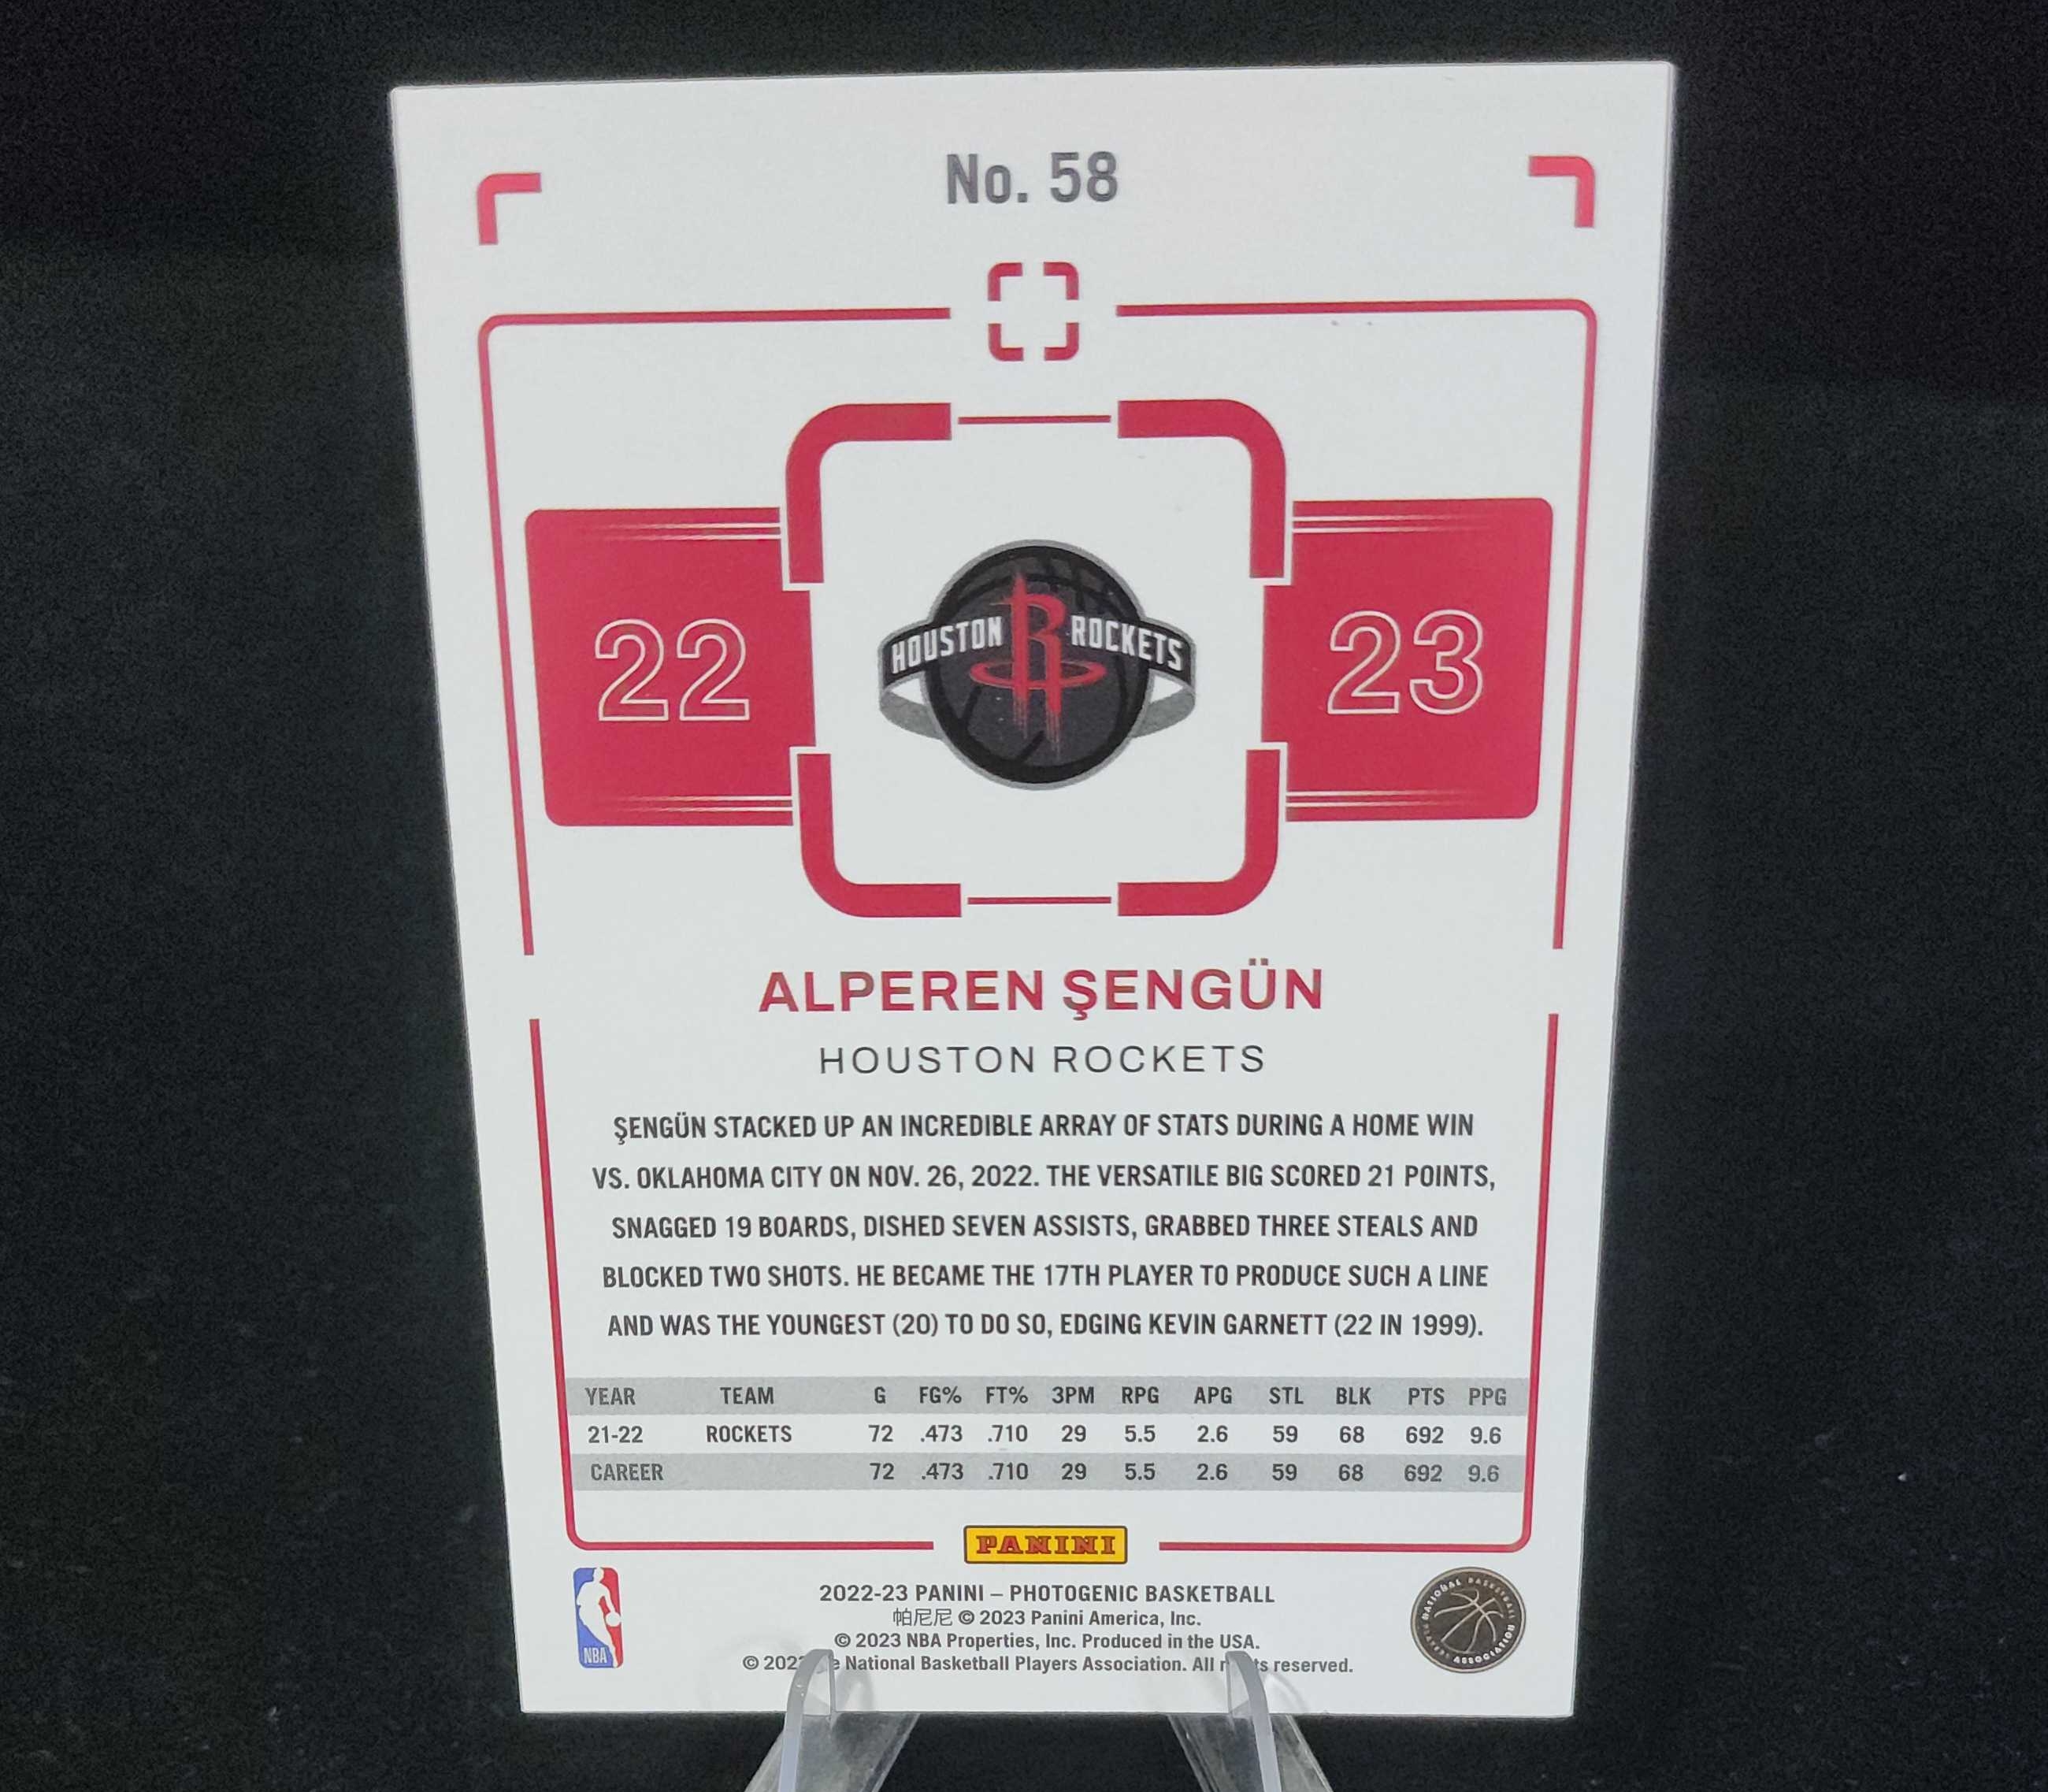 No. 58
22
HOUSTON ROCKETS
23
ALPEREN ŞENGÜN
HOUSTON ROCKETS
ŞENGÜN STACKED UP AN INCREDIBLE ARRAY OF STATS DURING A HOME WIN
VS. OKLAHOMA CITY ON NOV. 26, 2022. THE VERSATILE BIG SCORED 21 POINTS,
SNAGGED 19 BOARDS, DISHED SEVEN ASSISTS, GRABBED THREE STEALS AND
BLOCKED TWO SHOTS. HE BECAME THE 17TH PLAYER TO PRODUCE SUCH A LINE
AND WAS THE YOUNGEST (20) TO DO SO, EDGING KEVIN GARNETT (22 IN 1999).
YEAR TEAM G FG% FT% 3PM RPG APG STL BLK PTS PPG
21-22 ROCKETS 72 .473 .710 29 5.5 2.6 59 68 692 9.6
CAREER 72 .473 .710 29 5.5 2.6 59 68 692 9.6
PANINI
2022-23 PANINI – PHOTOGENIC BASKETBALL
帕尼尼 © 2023 Panini America, Inc.
© 2023 NBA Properties, Inc. Produced in the USA.
© National Basketball Players Association. All reserved.
NBA
NATIONAL BASKETBALL PLAYERS ASSOCIATION